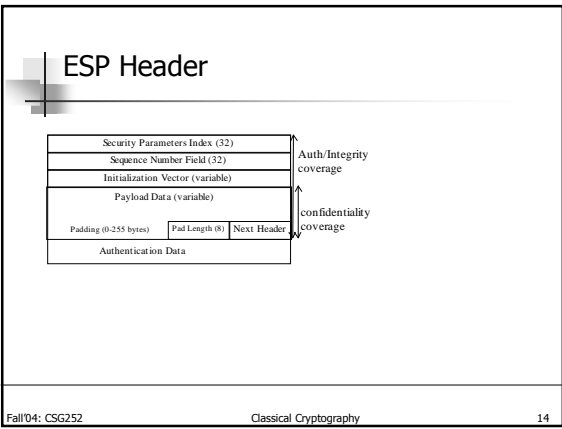 ESP Header
Security Parameters Index (32)
Sequence Number Field (32)
Initialization Vector (variable)
Payload Data (variable)
Padding (0-255 bytes) Pad Length (8) Next Header
Authentication Data
Auth/Integrity
coverage
confidentiality
coverage
Fall'04: CSG252 Classical Cryptography 14